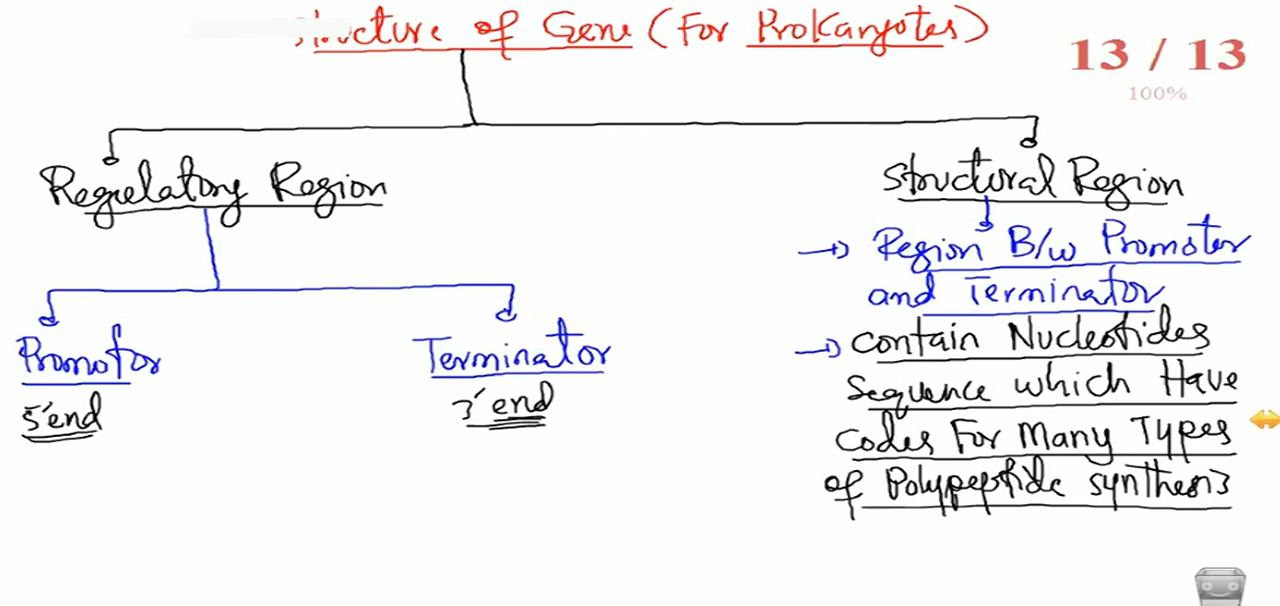 structure of Gene (For Prokaryotes)
13 / 13
100%
Regulatory Region
structural Region
→ Region B/w Promoter
and Terminator
Promotor
5' end
Terminator
3' end
→ contain Nucleotides
sequence which Have
codes For Many Types
of Polypeptide synthesis